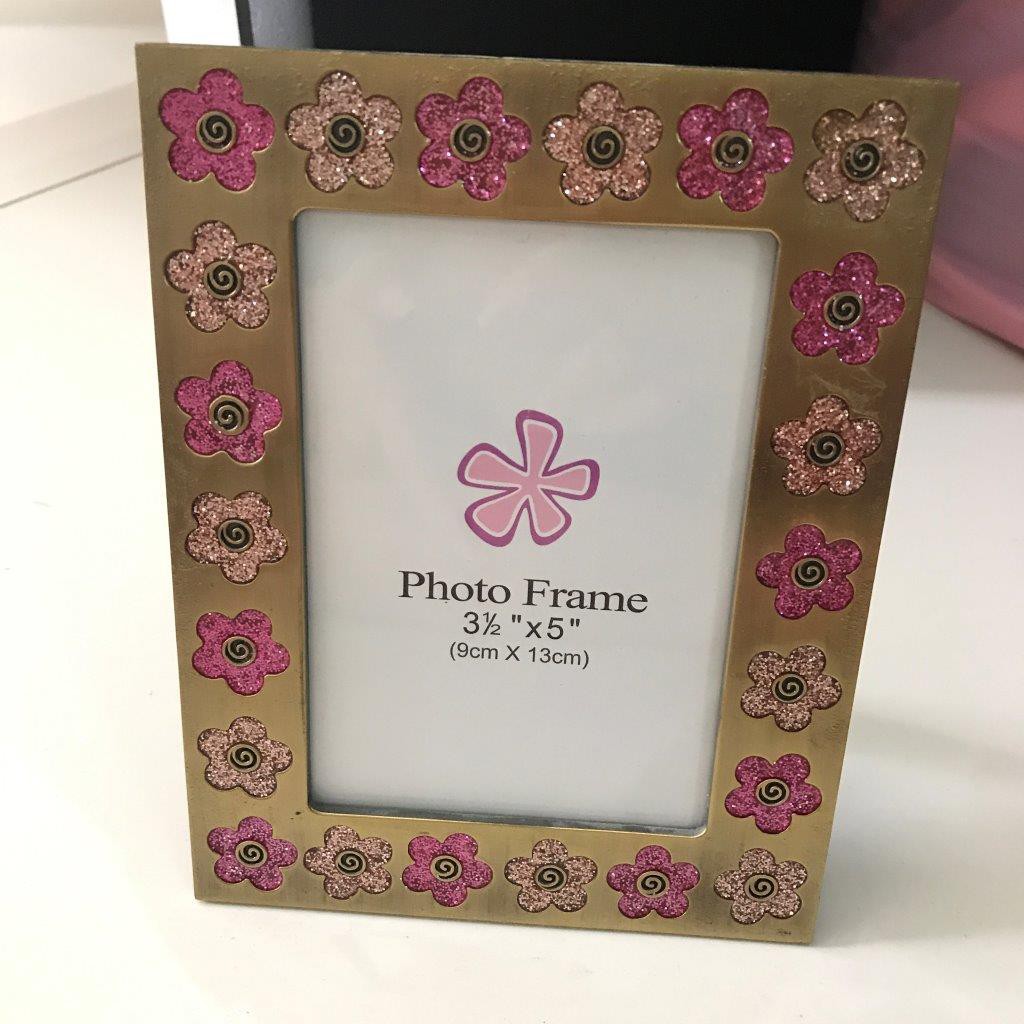 Photo Frame
3½ "x5"
(9cm X 13cm)